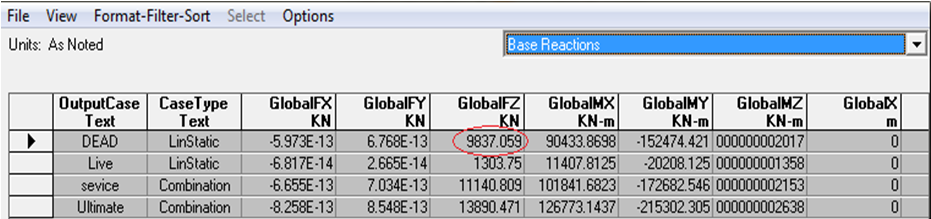 File View Format-Filter-Sort Select Options
Units: As Noted Base Reactions
OutputCase CaseType GlobalFX GlobalFY GlobalFZ GlobalMX GlobalMY GlobalMZ GlobalX
Text Text KN KN KN KN-m KN-m KN-m m
DEAD LinStatic -5.973E-13 6.768E-13 9837.059 90433.8698 -152474.421 000000002017 0
Live LinStatic -6.817E-14 2.665E-14 1303.75 11407.8125 -20208.125 000000001358 0
sevice Combination -6.655E-13 7.034E-13 11140.809 101841.6823 -172682.546 000000002153 0
Ultimate Combination -8.258E-13 8.548E-13 13890.471 126773.1437 -215302.305 000000002638 0